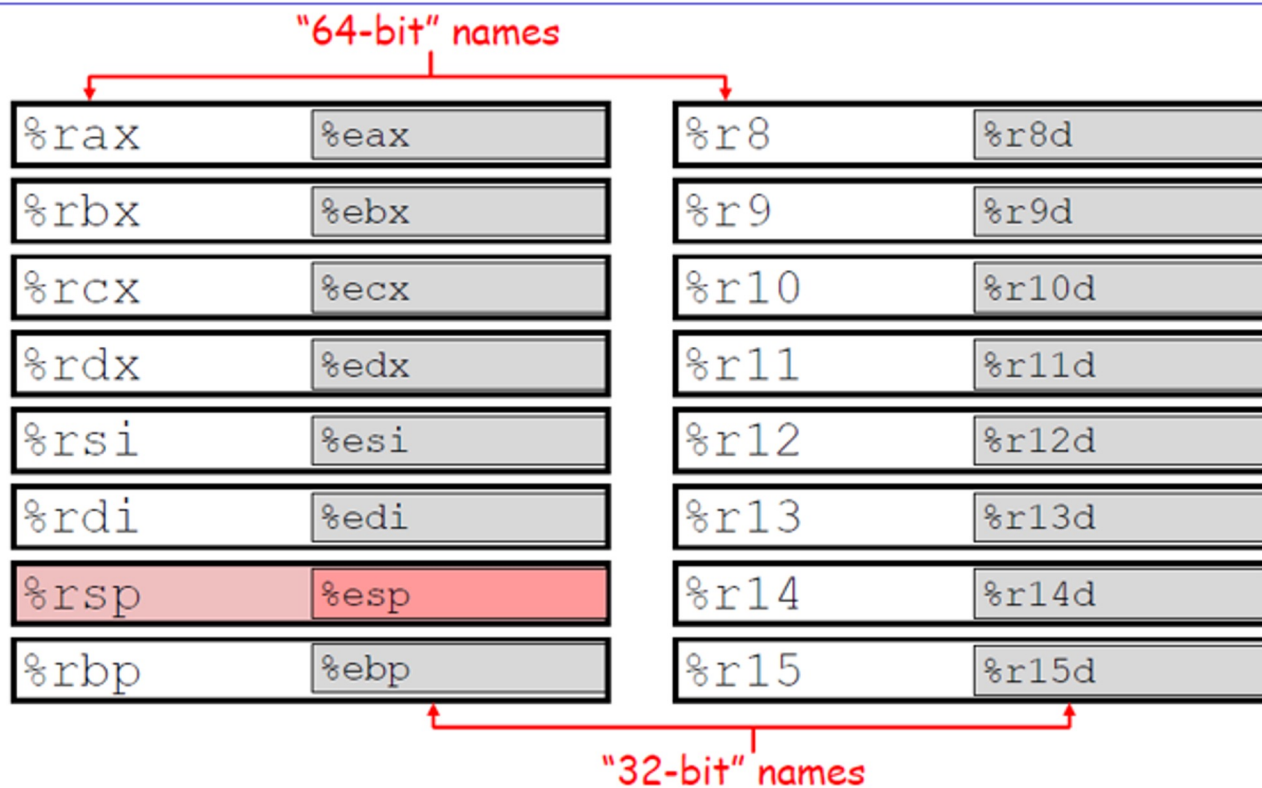 “64-bit” names
%rax %eax %r8 %r8d
%rbx %ebx %r9 %r9d
%rcx %ecx %r10 %r10d
%rdx %edx %r11 %r11d
%rsi %esi %r12 %r12d
%rdi %edi %r13 %r13d
%rsp %esp %r14 %r14d
%rbp %ebp %r15 %r15d
“32-bit” names